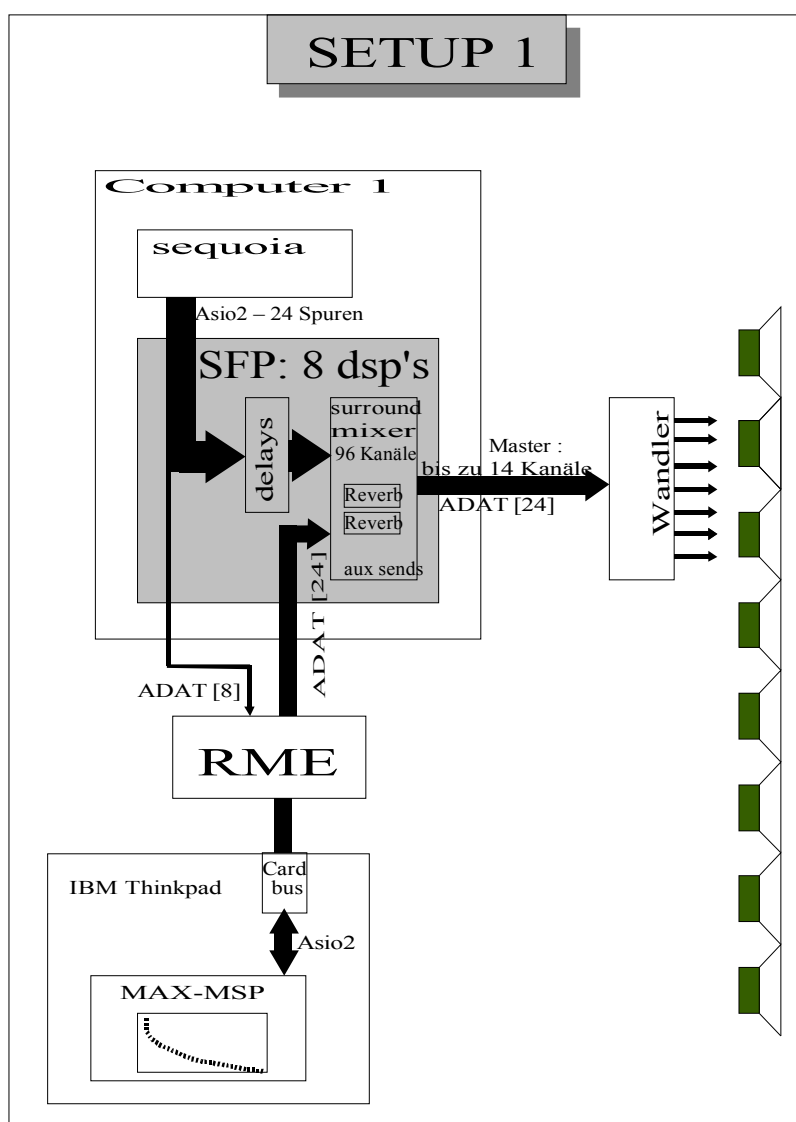 SETUP 1
Computer 1
sequoia
Asio2 – 24 Spuren
SFP: 8 dsp's
delays
surround
mixer
96 Kanäle
Reverb
Reverb
aux sends
Master :
bis zu 14 Kanäle
ADAT [24]
Wandler
ADAT [24]
ADAT [8]
RME
Card
bus
IBM Thinkpad
Asio2
MAX-MSP